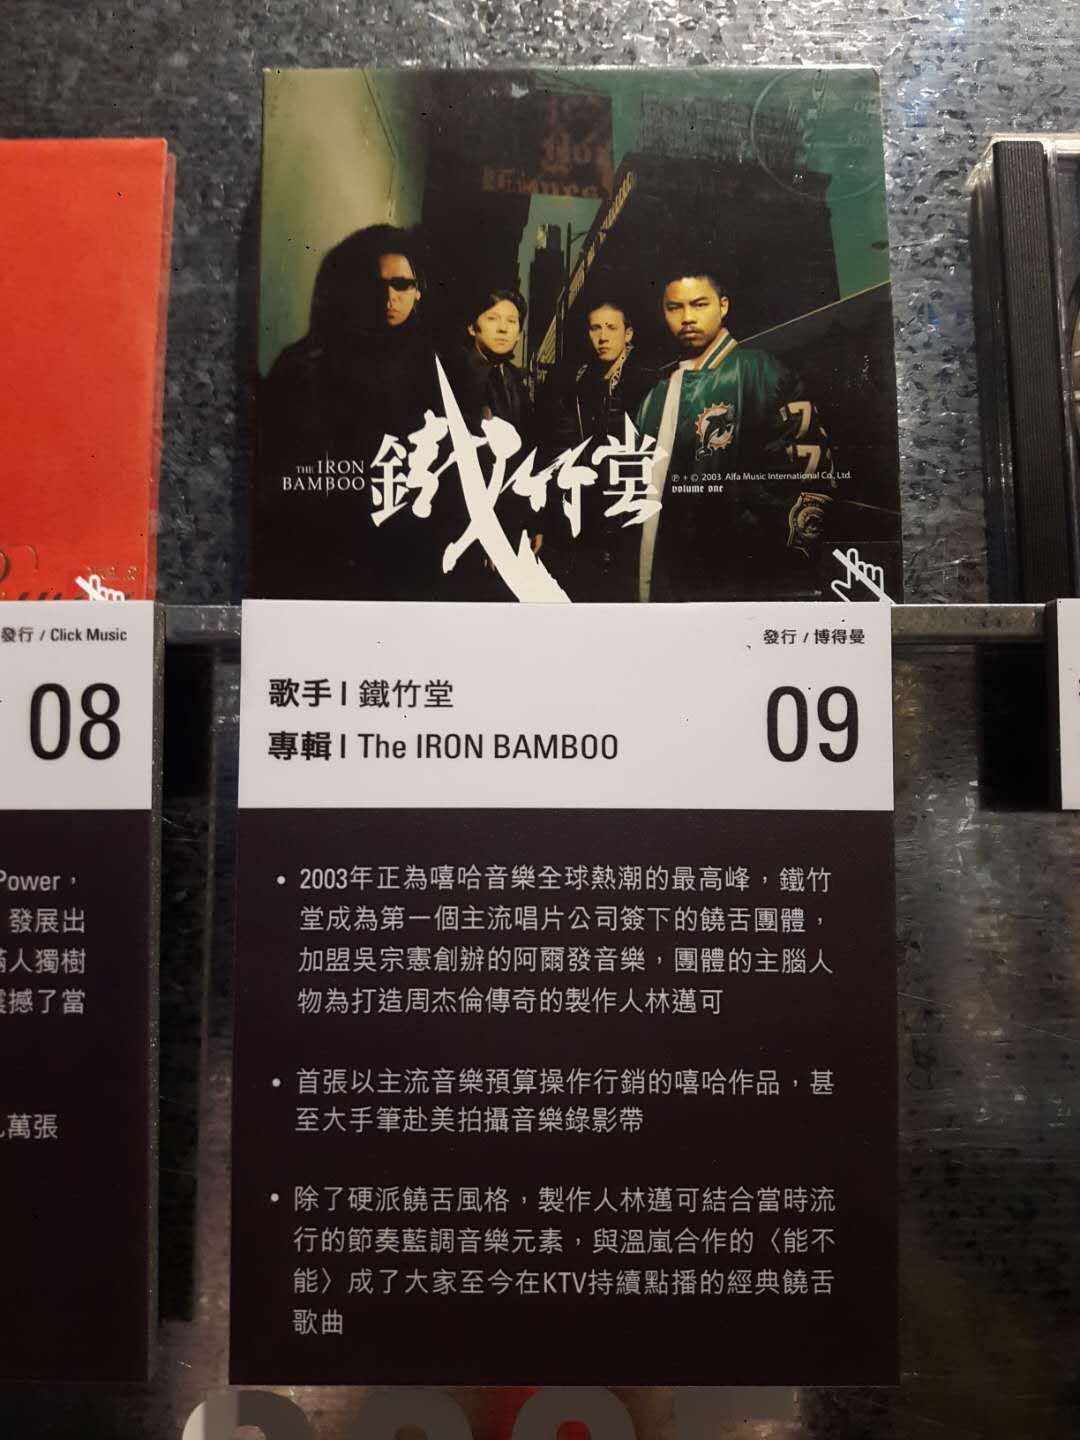 THE IRON
BAMBOO
鐵竹堂
℗ + © 2003 Alfa Music International Co., Ltd.
volume one
發行 / Click Music
08
Power，
發展出
人獨樹
撼了當
萬張
發行 / 博得曼
歌手 | 鐵竹堂
專輯 | The IRON BAMBOO
09
• 2003年正為嘻哈音樂全球熱潮的最高峰，鐵竹
堂成為第一個主流唱片公司簽下的饒舌團體，
加盟吳宗憲創辦的阿爾發音樂，團體的主腦人
物為打造周杰倫傳奇的製作人林邁可
• 首張以主流音樂預算操作行銷的嘻哈作品，甚
至大手筆赴美拍攝音樂錄影帶
• 除了硬派饒舌風格，製作人林邁可結合當時流
行的節奏藍調音樂元素，與溫嵐合作的〈能不
能〉成了大家至今在KTV持續點播的經典饒舌
歌曲